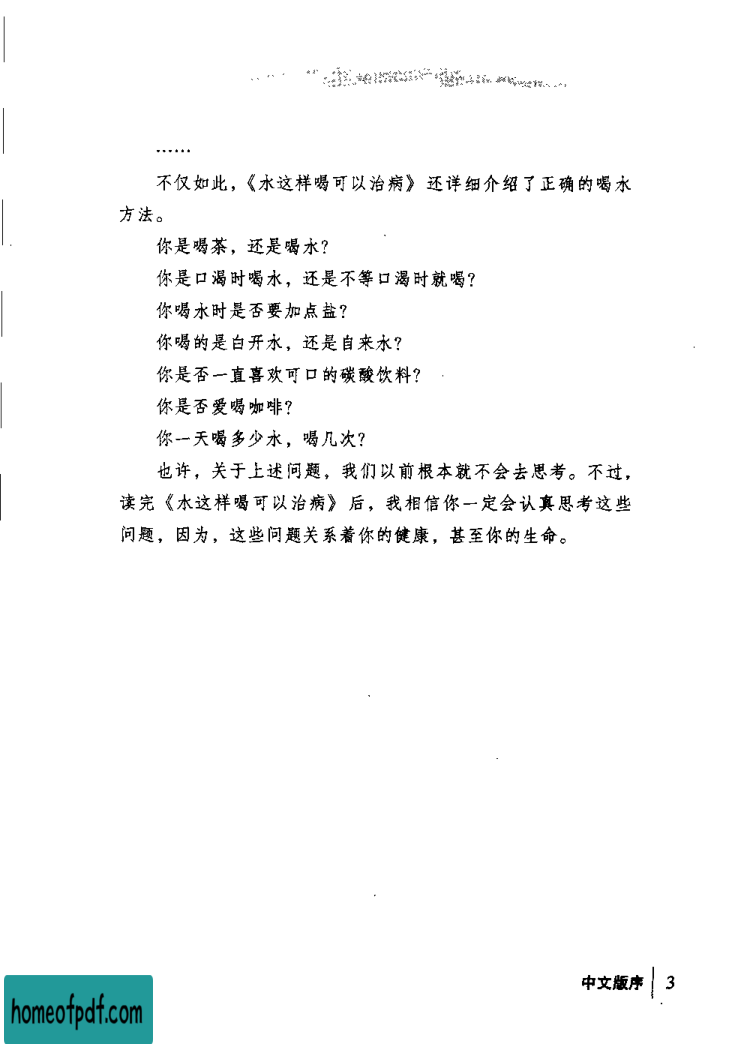 ……
不仅如此，《水这样喝可以治病》还详细介绍了正确的喝水
方法。
你是喝茶，还是喝水？
你是口渴时喝水，还是不等口渴时就喝？
你喝水时是否要加点盐？
你喝的是白开水，还是自来水？
你是否一直喜欢可口的碳酸饮料？
你是否爱喝咖啡？
你一天喝多少水，喝几次？
也许，关于上述问题，我们以前根本就不会去思考。不过，
读完《水这样喝可以治病》后，我相信你一定会认真思考这些
问题，因为，这些问题关系着你的健康，甚至你的生命。
中文版序 3
homeofpdf.com